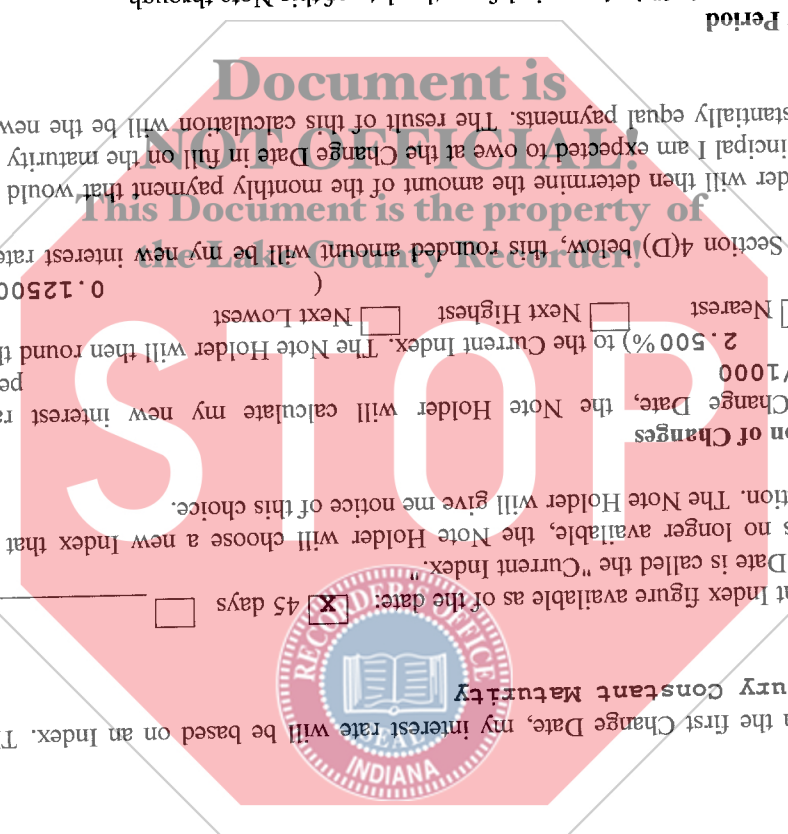 Document is
NOT OFFICIAL!
This Document is the property of
the Lake County Recorder!
STOP
RECORDER'S OFFICE
SEAL
INDIANA
n the first Change Date, my interest rate will be based on an Index. T
ury Constant Maturity
nt Index figure available as of the date: X 45 days
Date is called the "Current Index."
s no longer available, the Note Holder will choose a new Index that
tion. The Note Holder will give me notice of this choice.
on of Changes
Change Date, the Note Holder will calculate my new interest ra
/1000 pe
2.500%) to the Current Index. The Note Holder will then round th
Nearest Next Highest Next Lowest
( 0.12500
Section 4(D) below, this rounded amount will be my new interest rate
der will then determine the amount of the monthly payment that would
incipal I am expected to owe at the Change Date in full on the maturity
stantially equal payments. The result of this calculation will be the new
Period